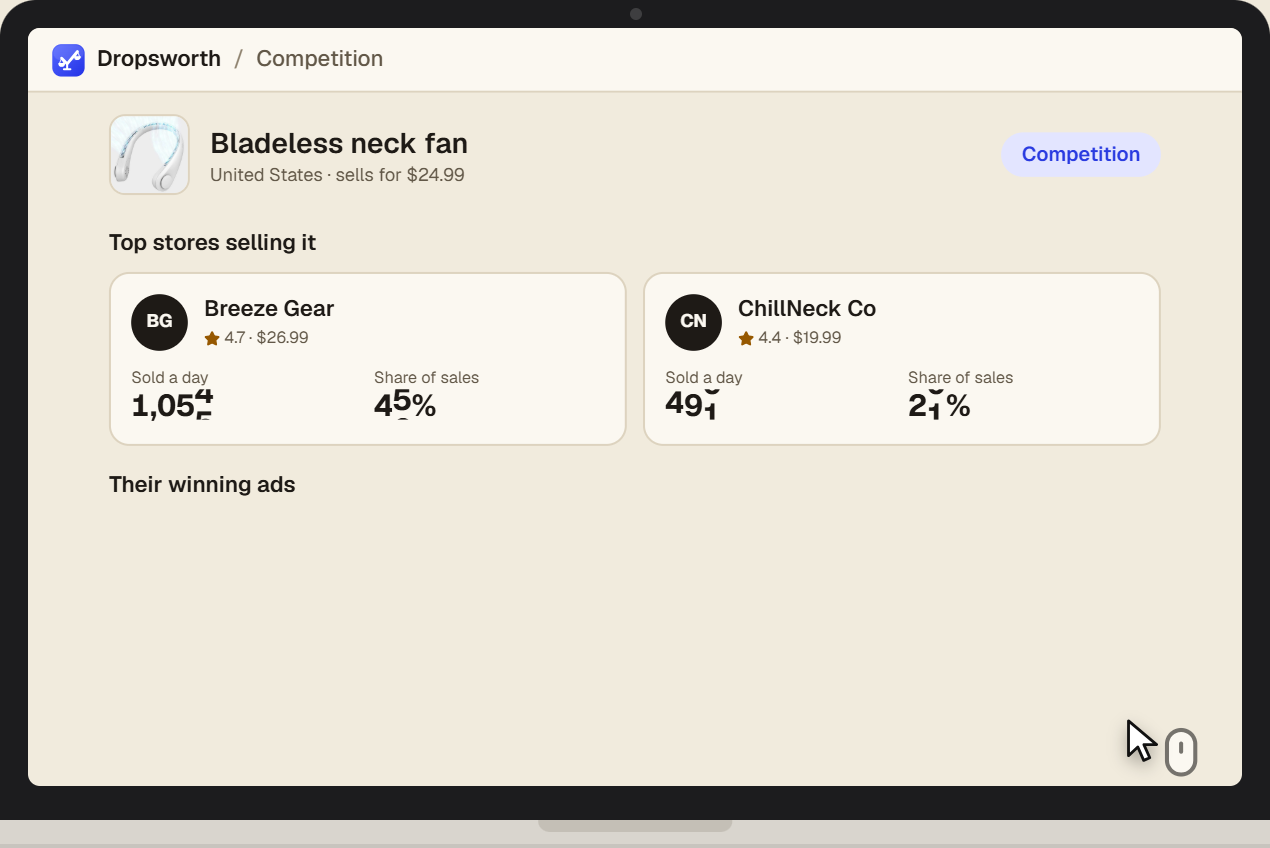 Dropsworth / Competition
Bladeless neck fan
United States · sells for $24.99
Competition
Top stores selling it
BG
Breeze Gear
4.7 · $26.99
Sold a day
Share of sales
CN
ChillNeck Co
4.4 · $19.99
Sold a day
Share of sales
Their winning ads